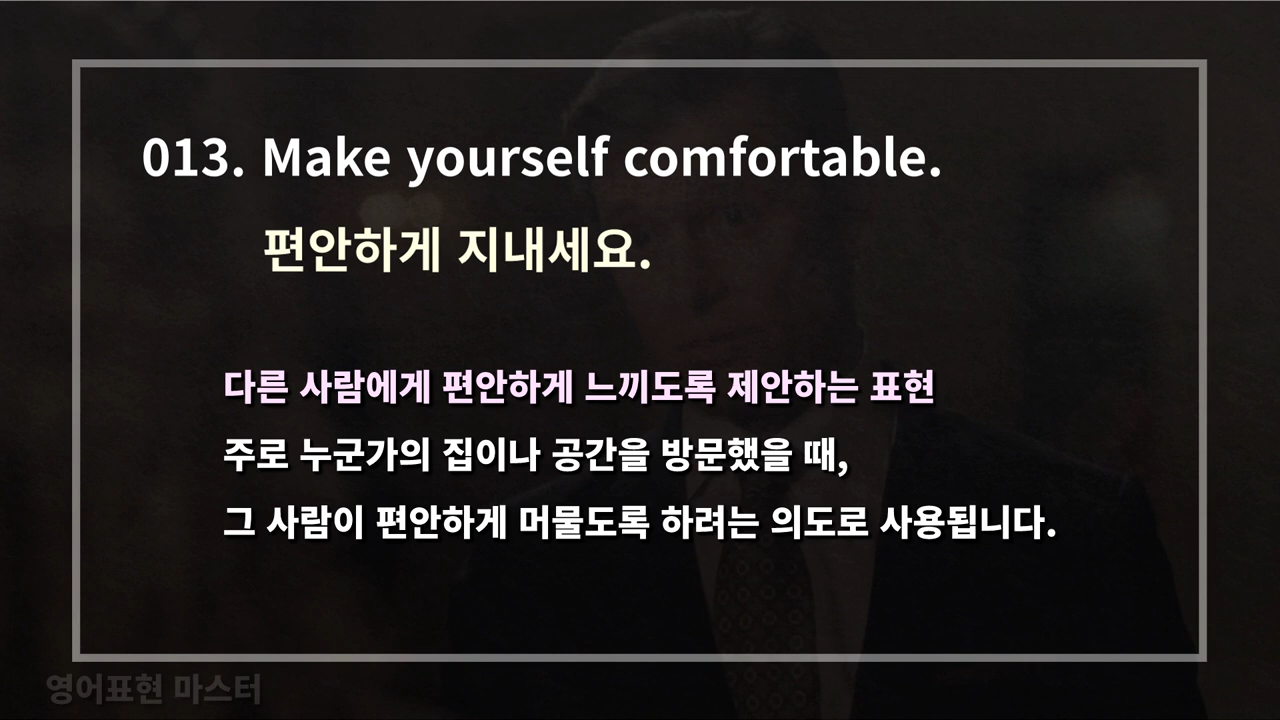 013. Make yourself comfortable.
편안하게 지내세요.
다른 사람에게 편안하게 느끼도록 제안하는 표현
주로 누군가의 집이나 공간을 방문했을 때,
그 사람이 편안하게 머물도록 하려는 의도로 사용됩니다.
영어표현 마스터